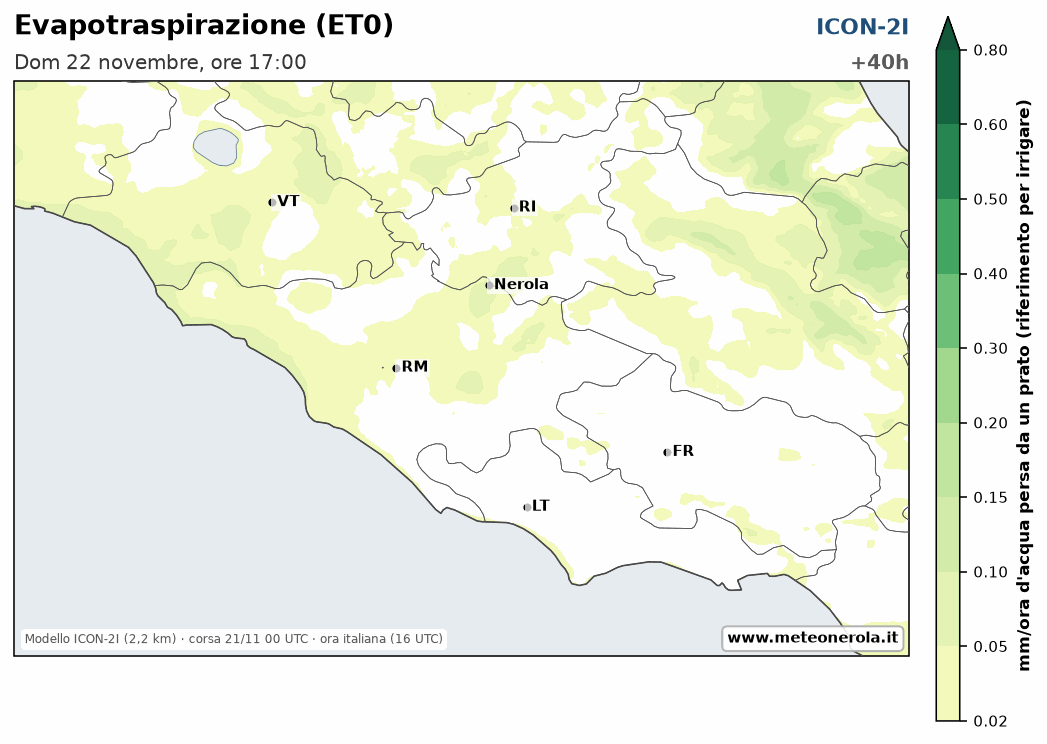 Evapotraspirazione (ET0)
ICON-2I
Dom 22 novembre, ore 17:00
+40h
VT
RI
Nerola
RM
FR
LT
Modello ICON-2I (2,2 km) · corsa 21/11 00 UTC · ora italiana (16 UTC)
www.meteonerola.it
0.80
0.60
0.50
0.40
0.30
0.20
0.15
0.10
0.05
0.02
mm/ora d'acqua persa da un prato (riferimento per irrigare)